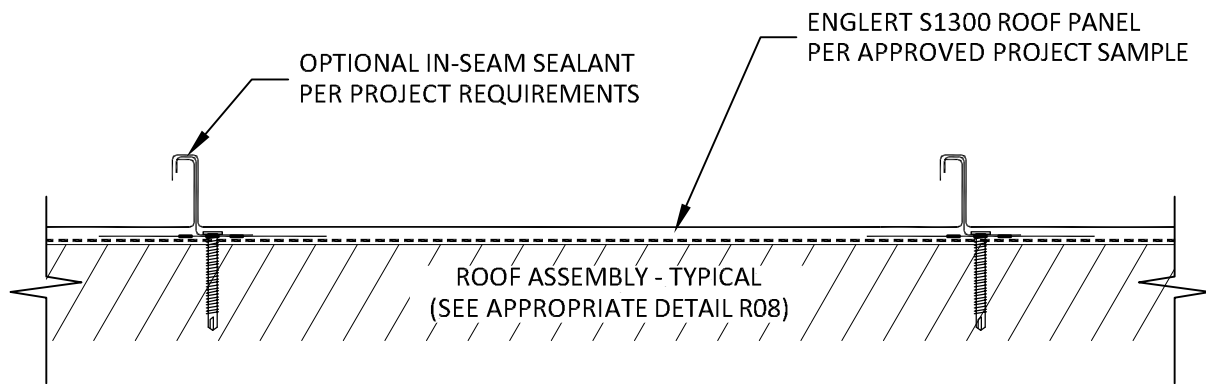 ENGLERT S1300 ROOF PANEL
PER APPROVED PROJECT SAMPLE
OPTIONAL IN-SEAM SEALANT
PER PROJECT REQUIREMENTS
ROOF ASSEMBLY - TYPICAL
(SEE APPROPRIATE DETAIL R08)